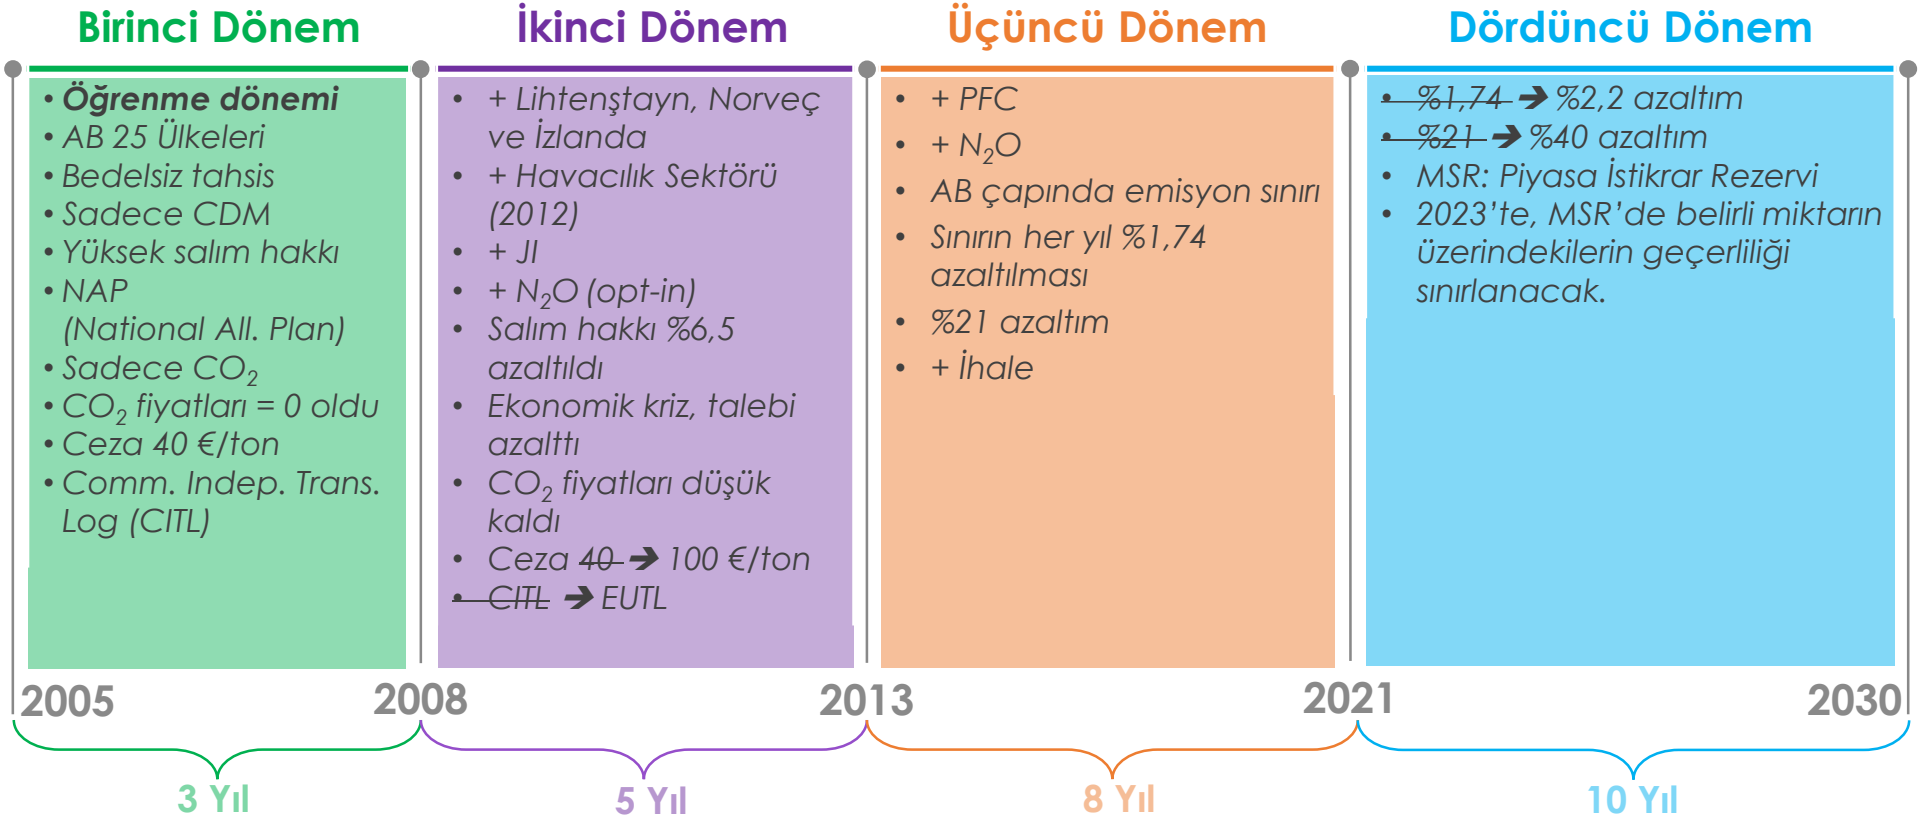 Birinci Dönem
• Öğrenme dönemi
• AB 25 Ülkeleri
• Bedelsiz tahsis
• Sadece CDM
• Yüksek salım hakkı
• NAP
(National All. Plan)
• Sadece CO₂
• CO₂ fiyatları = 0 oldu
• Ceza 40 €/ton
• Comm. Indep. Trans.
Log (CITL)
İkinci Dönem
• + Lihtenştayn, Norveç
ve İzlanda
• + Havacılık Sektörü
(2012)
• + JI
• + N₂O (opt-in)
• Salım hakkı %6,5
azaltıldı
• Ekonomik kriz, talebi
azalttı
• CO₂ fiyatları düşük
kaldı
• Ceza 40 ➔ 100 €/ton
• CITL ➔ EUTL
Üçüncü Dönem
• + PFC
• + N₂O
• AB çapında emisyon sınırı
• Sınırın her yıl %1,74
azaltılması
• %21 azaltım
• + İhale
Dördüncü Dönem
• %1,74 ➔ %2,2 azaltım
• %21 ➔ %40 azaltım
• MSR: Piyasa İstikrar Rezervi
• 2023’te, MSR’de belirli miktarın
üzerindekilerin geçerliliği
sınırlanacak.
2005
2008
2013
2021
2030
3 Yıl
5 Yıl
8 Yıl
10 Yıl